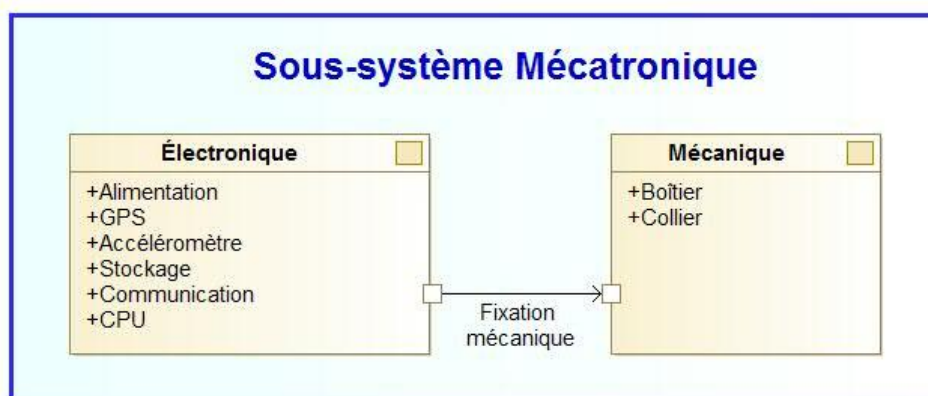 Sous-système Mécatronique
Électronique
+Alimentation
+GPS
+Accéléromètre
+Stockage
+Communication
+CPU
Fixation
mécanique
Mécanique
+Boîtier
+Collier